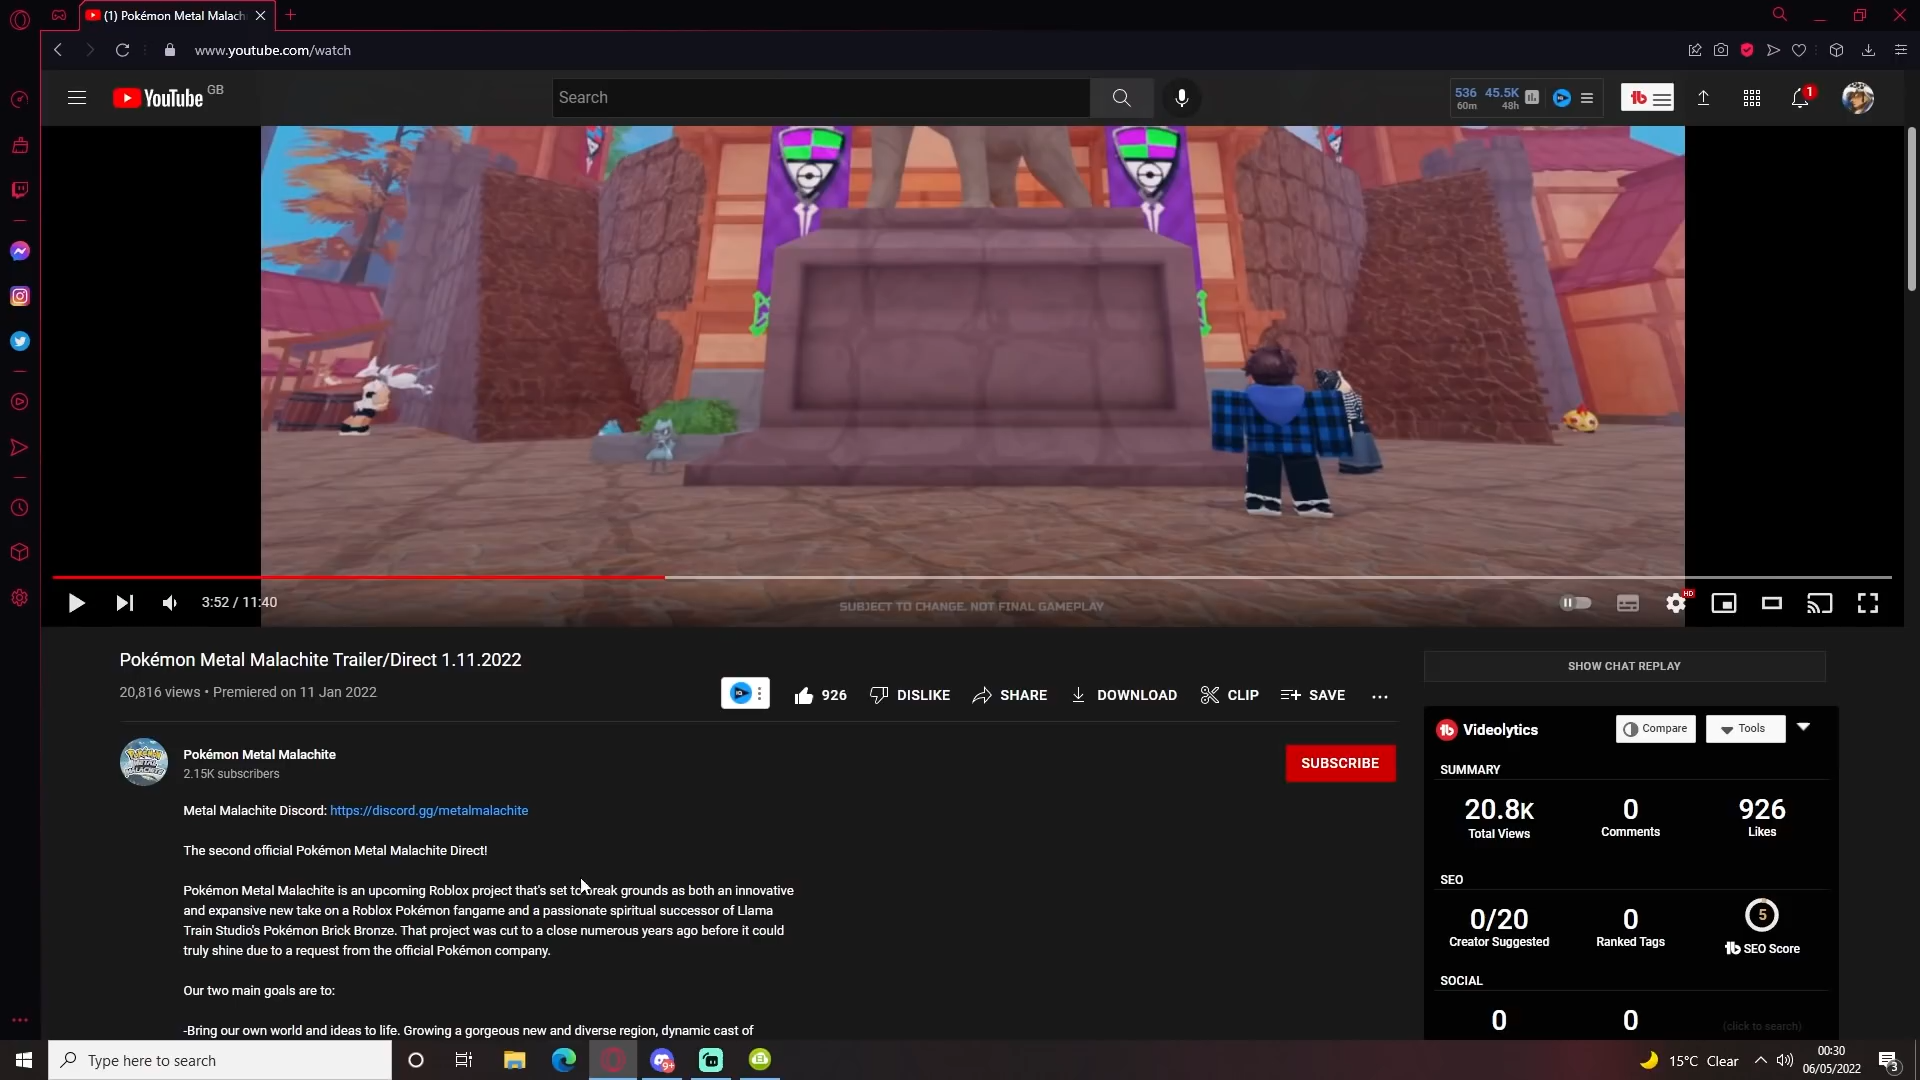 (1) Pokémon Metal Malach
www.youtube.com/watch
YouTube GB
Search
536 45.5K
60m 48h
1
SUBJECT TO CHANGE. NOT FINAL GAMEPLAY
3:52 / 11:40
HD
Pokémon Metal Malachite Trailer/Direct 1.11.2022
20,816 views • Premiered on 11 Jan 2022
926 DISLIKE SHARE DOWNLOAD CLIP SAVE
Pokémon Metal Malachite
2.15K subscribers
SUBSCRIBE
Metal Malachite Discord: https://discord.gg/metalmalachite
The second official Pokémon Metal Malachite Direct!
Pokémon Metal Malachite is an upcoming Roblox project that's set to break grounds as both an innovative
and expansive new take on a Roblox Pokémon fangame and a passionate spiritual successor of Llama
Train Studio's Pokémon Brick Bronze. That project was cut to a close numerous years ago before it could
truly shine due to a request from the official Pokémon company.
Our two main goals are to:
-Bring our own world and ideas to life. Growing a gorgeous new and diverse region, dynamic cast of
SHOW CHAT REPLAY
Videolytics Compare Tools
SUMMARY
20.8K 0 926
Total Views Comments Likes
SEO
0/20 0 5
Creator Suggested Ranked Tags SEO Score
SOCIAL
0 0 (click to search)
Type here to search
9+
15°C Clear
00:30
06/05/2022
3